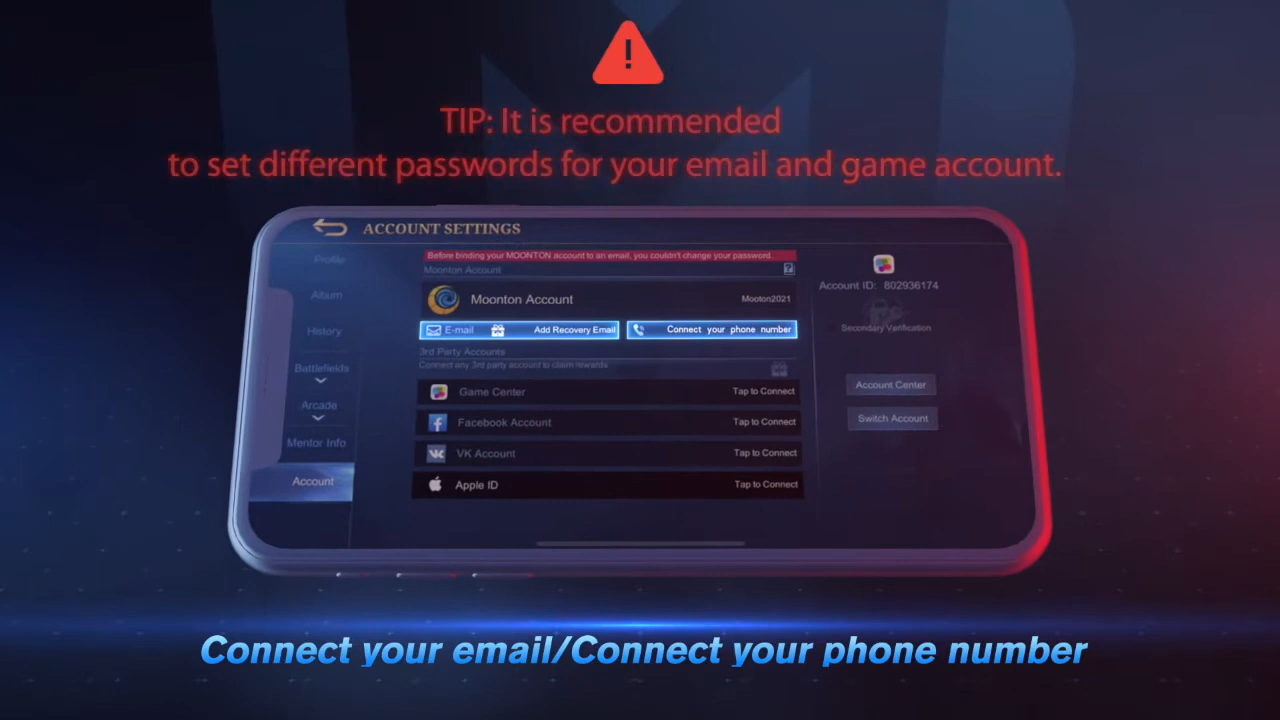 TIP: It is recommended
to set different passwords for your email and game account.
ACCOUNT SETTINGS
Profile
Album
History
Battlefields
Arcade
Mentor Info
Account
Before binding your MOONTON account to an email, you couldn't change your password.
Moonton Account
Moonton Account Mooton2021
E-mail Add Recovery Email Connect your phone number
3rd Party Accounts
Connect any 3rd party account to claim rewards
Game Center Tap to Connect
Facebook Account Tap to Connect
VK Account Tap to Connect
Apple ID Tap to Connect
Account ID: 802936174
Secondary Verification
Account Center
Switch Account
Connect your email/Connect your phone number